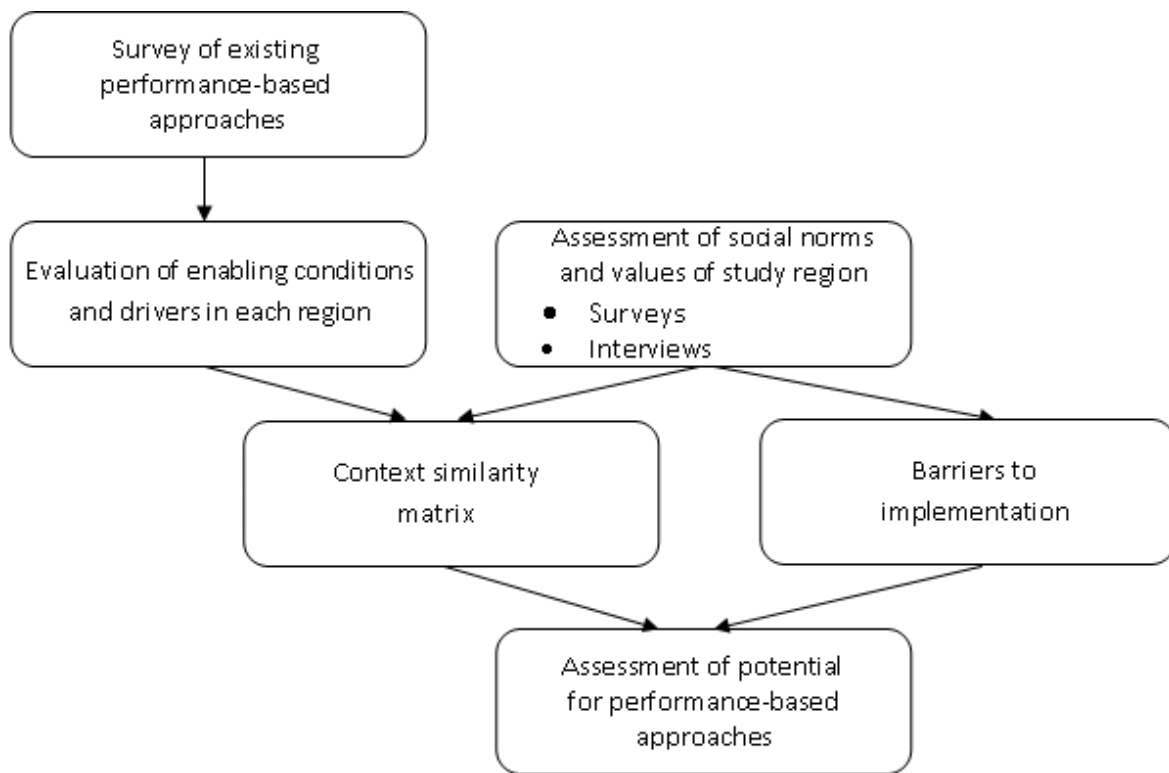 Survey of existing
performance-based
approaches
Evaluation of enabling conditions
and drivers in each region
Assessment of social norms
and values of study region
• Surveys
• Interviews
Context similarity
matrix
Barriers to
implementation
Assessment of potential
for performance-based
approaches